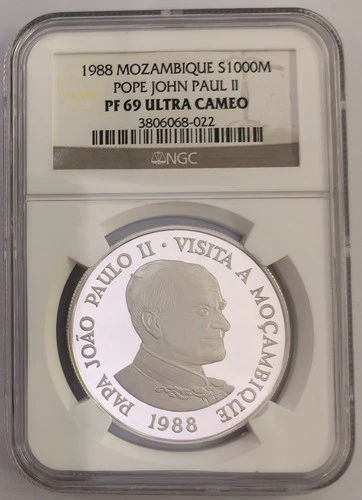 1988 MOZAMBIQUE S1000M
POPE JOHN PAUL II
PF 69 ULTRA CAMEO
3806068-022
NGC
PAPA JOÃO PAULO II · VISITA A MOÇAMBIQUE
1988